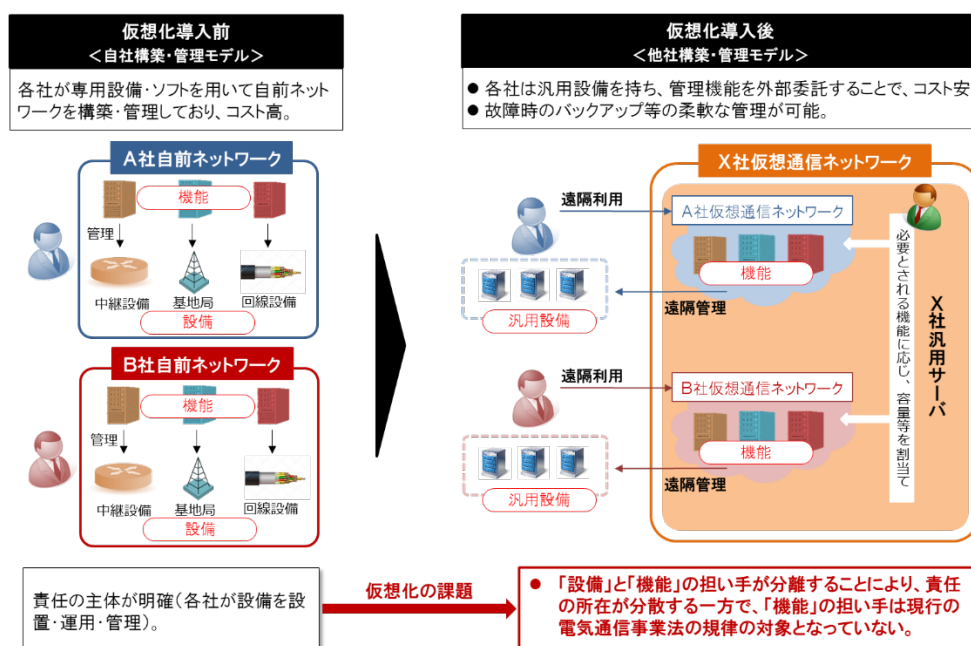 仮想化導入前
＜自社構築・管理モデル＞
各社が専用設備・ソフトを用いて自前ネット
ワークを構築・管理しており、コスト高。
A社自前ネットワーク
機能
管理
中継設備
基地局
回線設備
設備
B社自前ネットワーク
機能
管理
中継設備
基地局
回線設備
設備
仮想化導入後
＜他社構築・管理モデル＞
● 各社は汎用設備を持ち、管理機能を外部委託することで、コスト安
● 故障時のバックアップ等の柔軟な管理が可能。
X社仮想通信ネットワーク
遠隔利用
A社仮想通信ネットワーク
機能
汎用設備
遠隔管理
遠隔利用
B社仮想通信ネットワーク
機能
汎用設備
遠隔管理
必要とされる機能に応じ、容量等を割当て
X社汎用サーバ
責任の主体が明確（各社が設備を設
置・運用・管理）。
仮想化の課題
● 「設備」と「機能」の担い手が分離することにより、責任
の所在が分散する一方で、「機能」の担い手は現行の
電気通信事業法の規律の対象となっていない。